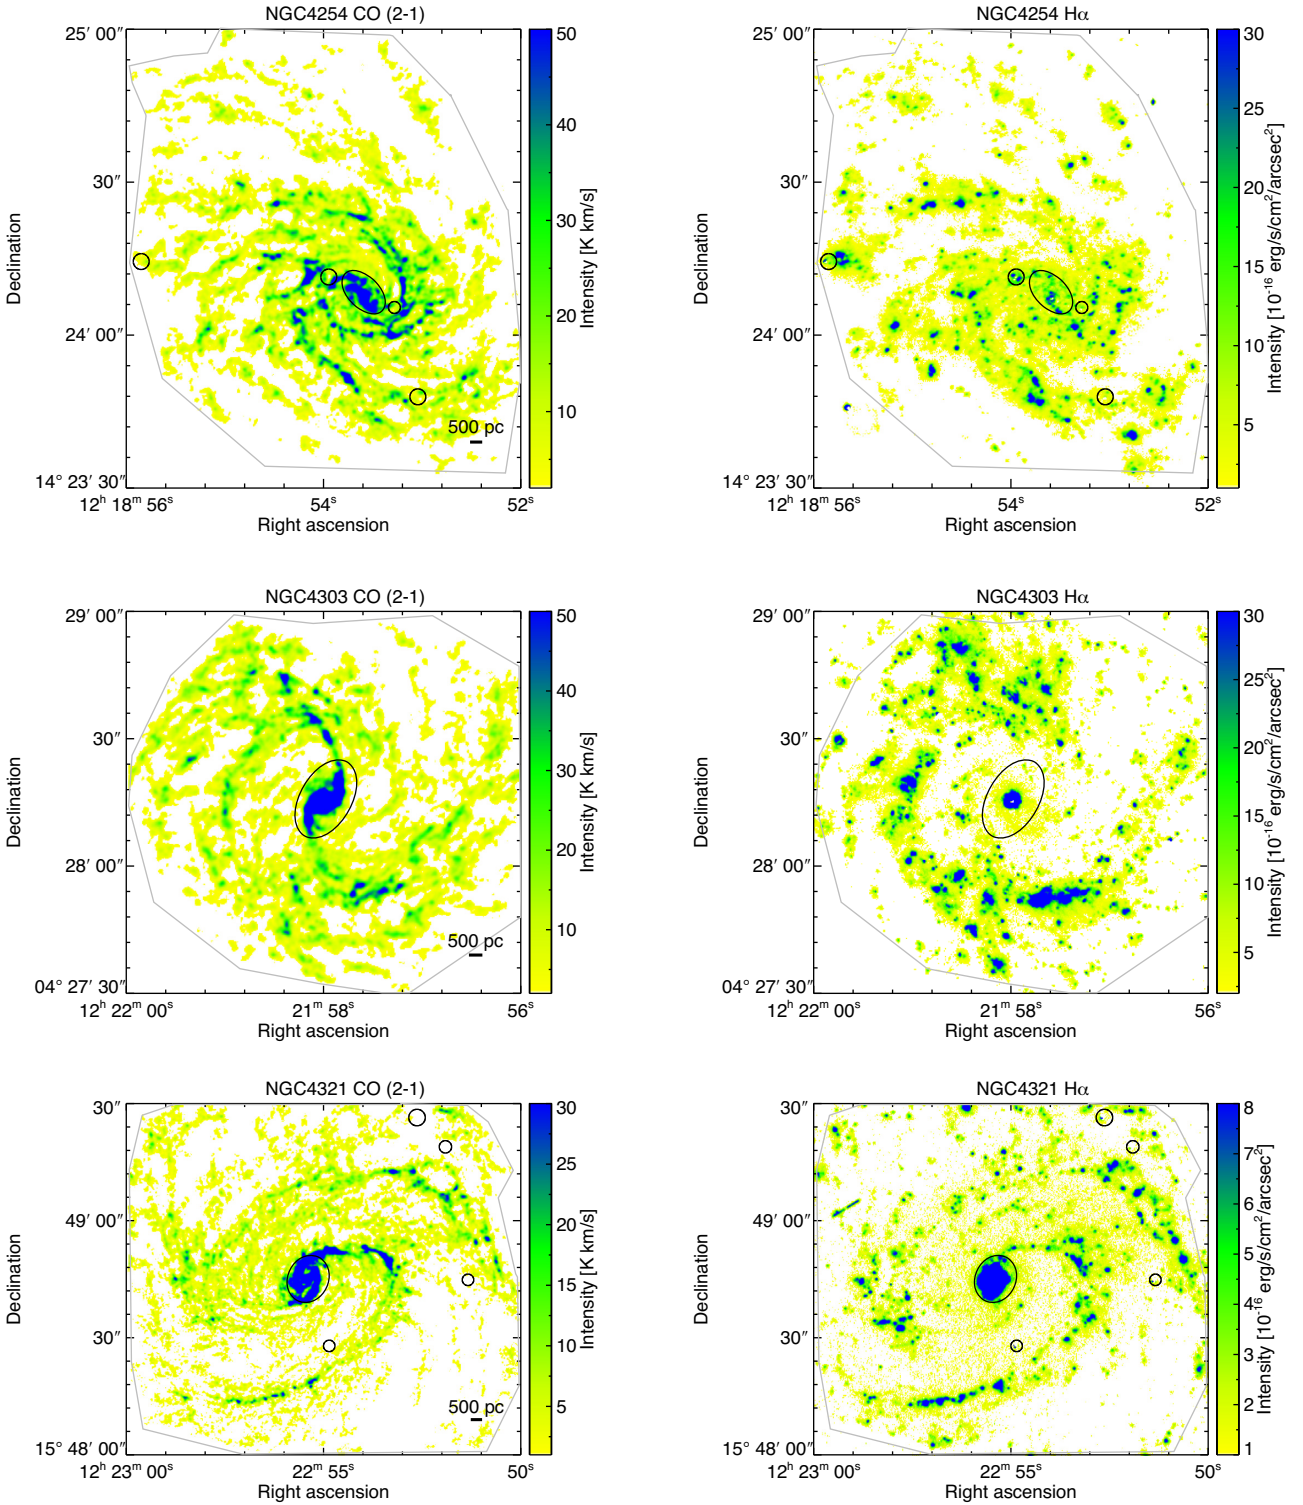 NGC4254 CO (2-1)
25′ 00″
30″
24′ 00″
14° 23′ 30″
12ʰ 18ᵐ 56ˢ
54ˢ
52ˢ
Right ascension
Declination
500 pc
50
40
30
20
10
Intensity [K km/s]
NGC4254 Hα
Declination
54ˢ
52ˢ
12ʰ 18ᵐ 56ˢ
Right ascension
25′ 00″
30″
24′ 00″
14° 23′ 30″
30
25
20
15
10
5
Intensity [10⁻¹⁶ erg/s/cm²/arcsec²]
NGC4303 CO (2-1)
29′ 00″
30″
28′ 00″
04° 27′ 30″
12ʰ 22ᵐ 00ˢ
21ᵐ 58ˢ
56ˢ
Right ascension
Declination
500 pc
50
40
30
20
10
Intensity [K km/s]
NGC4303 Hα
29′ 00″
30″
28′ 00″
04° 27′ 30″
12ʰ 22ᵐ 00ˢ
21ᵐ 58ˢ
56ˢ
Right ascension
Declination
30
25
20
15
10
5
Intensity [10⁻¹⁶ erg/s/cm²/arcsec²]
NGC4321 CO (2-1)
30″
49′ 00″
30″
15° 48′ 00″
12ʰ 23ᵐ 00ˢ
22ᵐ 55ˢ
50ˢ
Right ascension
Declination
500 pc
30
25
20
15
10
5
Intensity [K km/s]
NGC4321 Hα
30″
49′ 00″
30″
15° 48′ 00″
12ʰ 23ᵐ 00ˢ
22ᵐ 55ˢ
50ˢ
Right ascension
Declination
8
7
6
5
4
3
2
1
Intensity [10⁻¹⁶ erg/s/cm²/arcsec²]